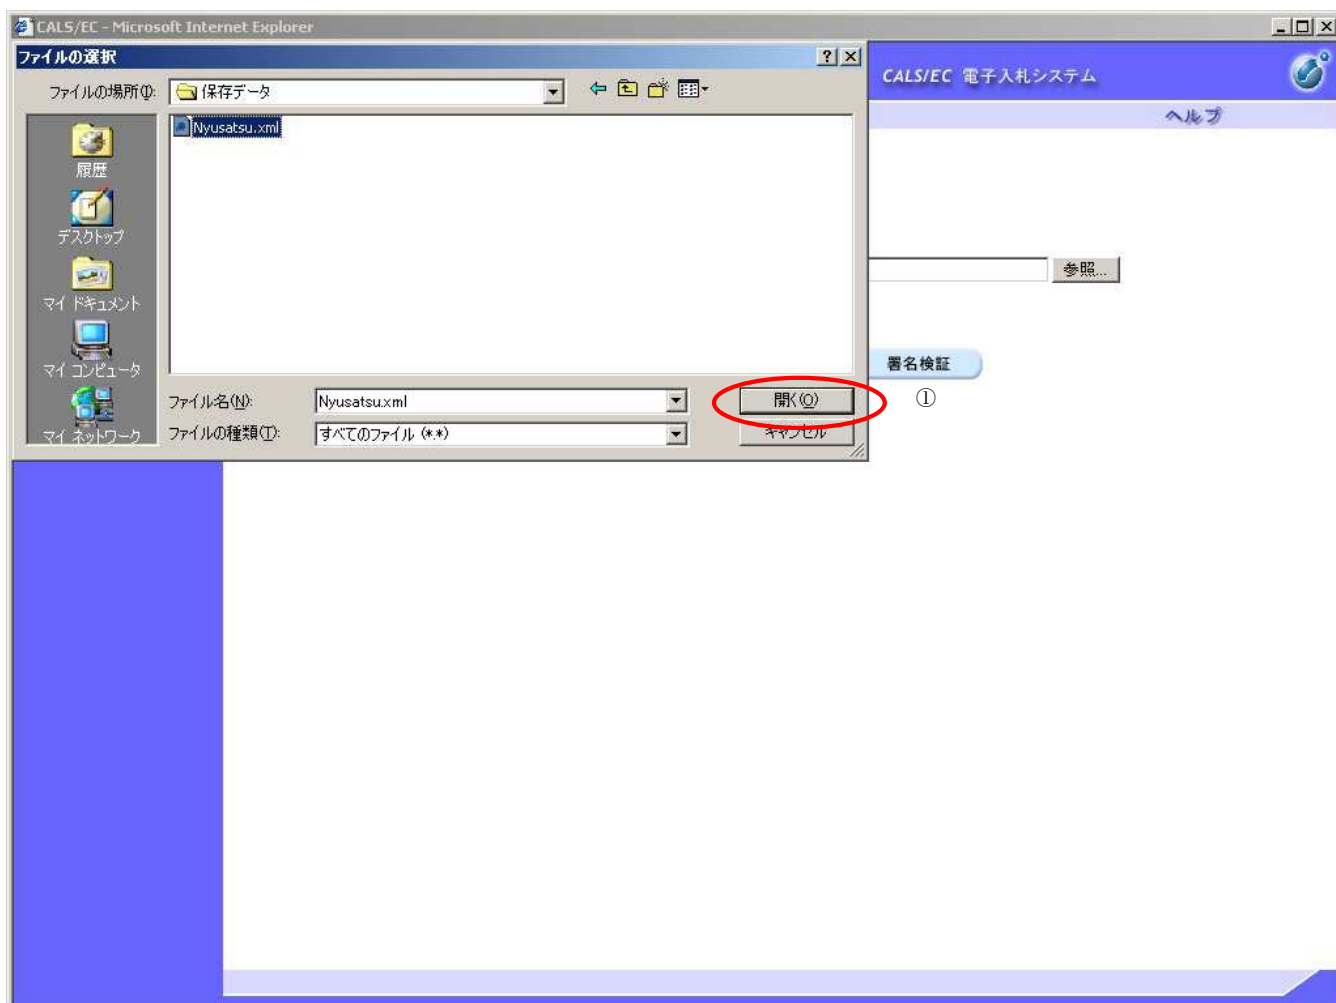 CALS/EC - Microsoft Internet Explorer
ファイルの選択
CALS/EC 電子入札システム
ファイルの場所(I):
保存データ
ヘルプ
Nyusatsu.xml
履歴
デスクトップ
マイ ドキュメント
マイ コンピュータ
マイ ネットワーク
参照...
署名検証
ファイル名(N):
Nyusatsu.xml
開く(O)
①
ファイルの種類(T):
すべてのファイル (*.*)
キャンセル